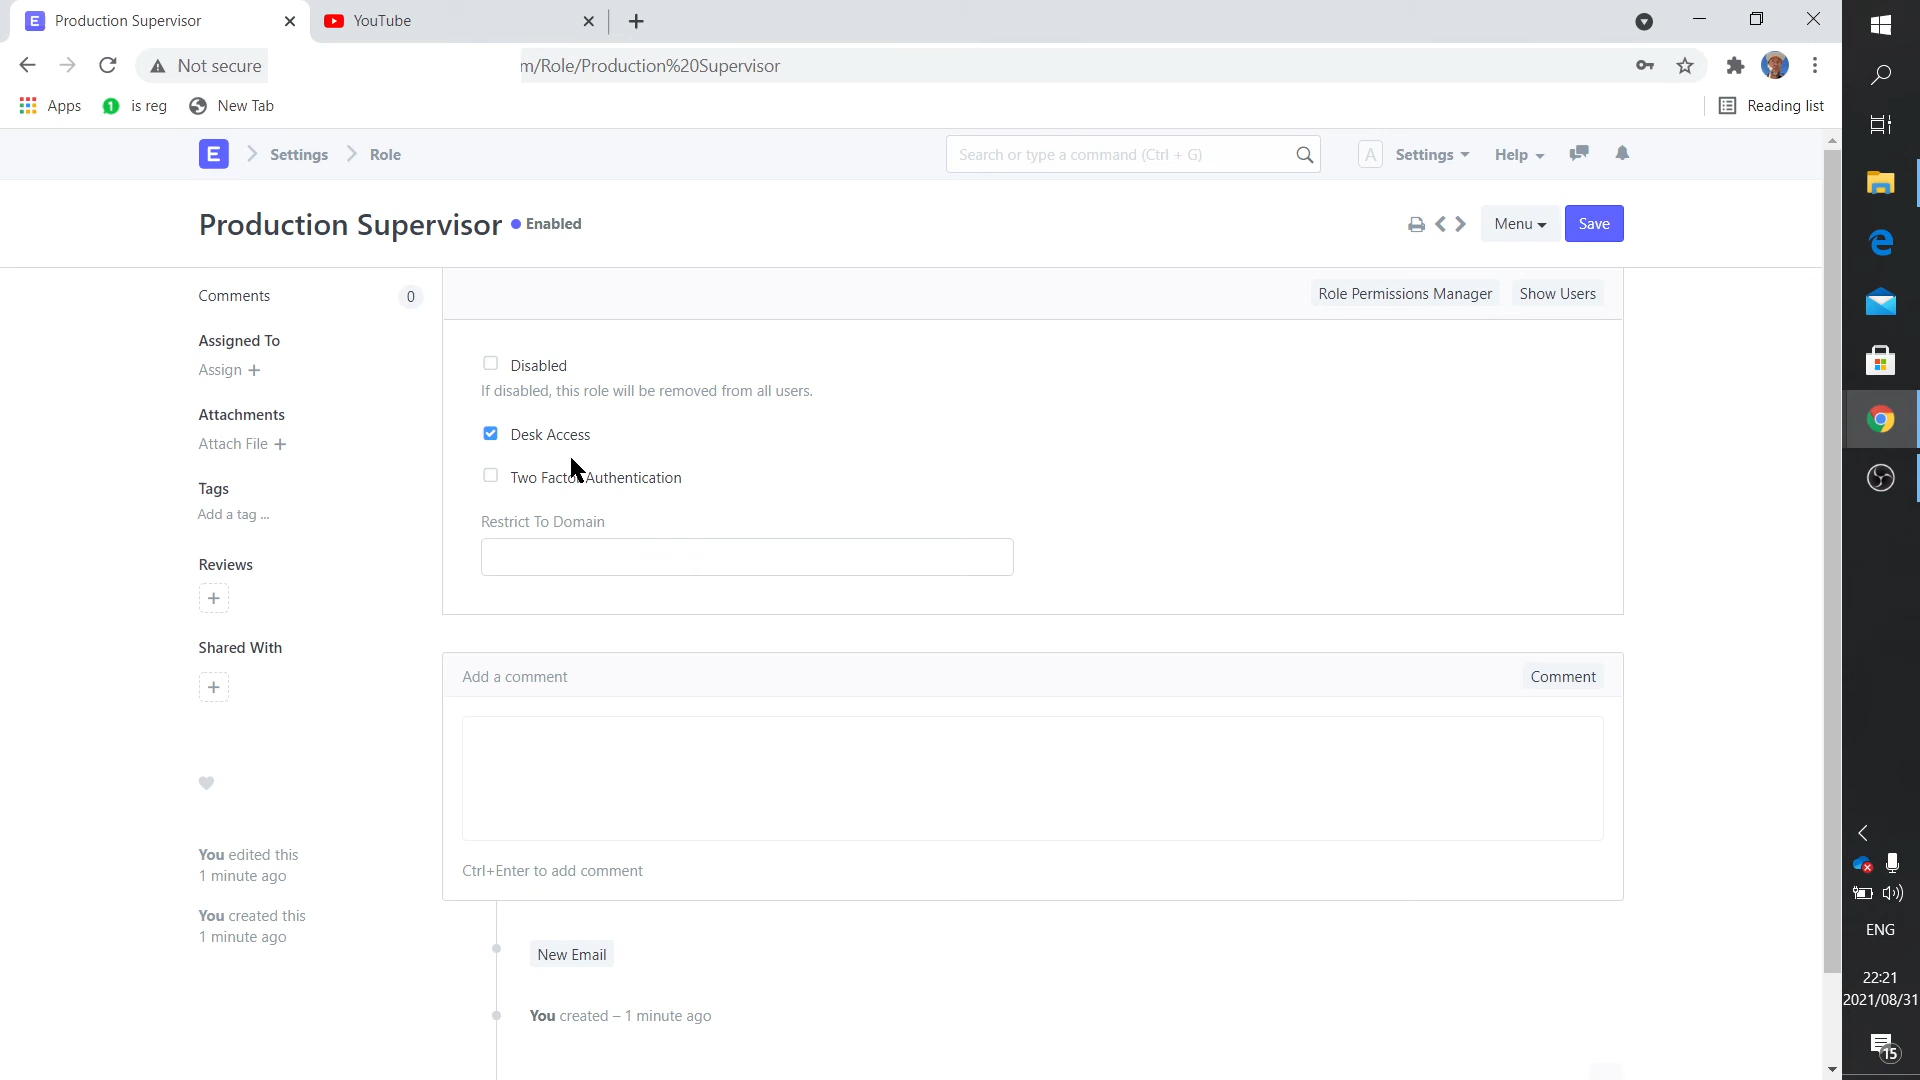 E Production Supervisor
YouTube
Not secure
m/Role/Production%20Supervisor
Apps
1 is reg
New Tab
Reading list
E Settings Role
Search or type a command (Ctrl + G)
A Settings
Help
Production Supervisor Enabled
Menu
Save
Comments 0
Role Permissions Manager
Show Users
Assigned To
Assign +
Attachments
Attach File +
Tags
Add a tag ...
Reviews
+
Shared With
+
You edited this
1 minute ago
You created this
1 minute ago
Disabled
If disabled, this role will be removed from all users.
Desk Access
Two Factor Authentication
Restrict To Domain
Add a comment
Comment
Ctrl+Enter to add comment
New Email
You created – 1 minute ago
ENG
22:21
2021/08/31
15